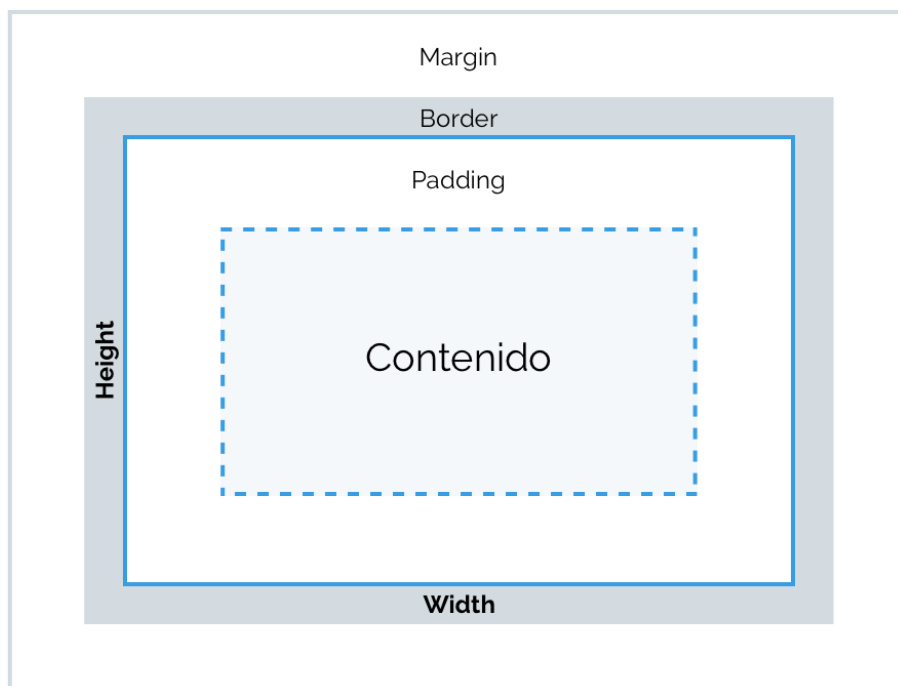 Margin
Border
Padding
Height
Contenido
Width